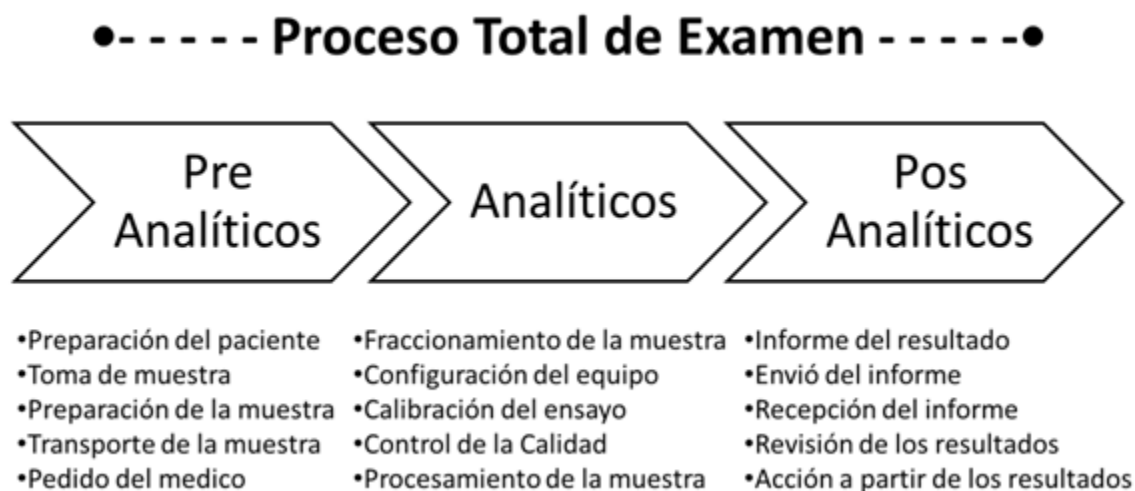 •- - - - - Proceso Total de Examen - - - - -•
Pre
Analíticos
Analíticos
Pos
Analíticos
•Preparación del paciente
•Toma de muestra
•Preparación de la muestra
•Transporte de la muestra
•Pedido del medico
•Fraccionamiento de la muestra
•Configuración del equipo
•Calibración del ensayo
•Control de la Calidad
•Procesamiento de la muestra
•Informe del resultado
•Envió del informe
•Recepción del informe
•Revisión de los resultados
•Acción a partir de los resultados